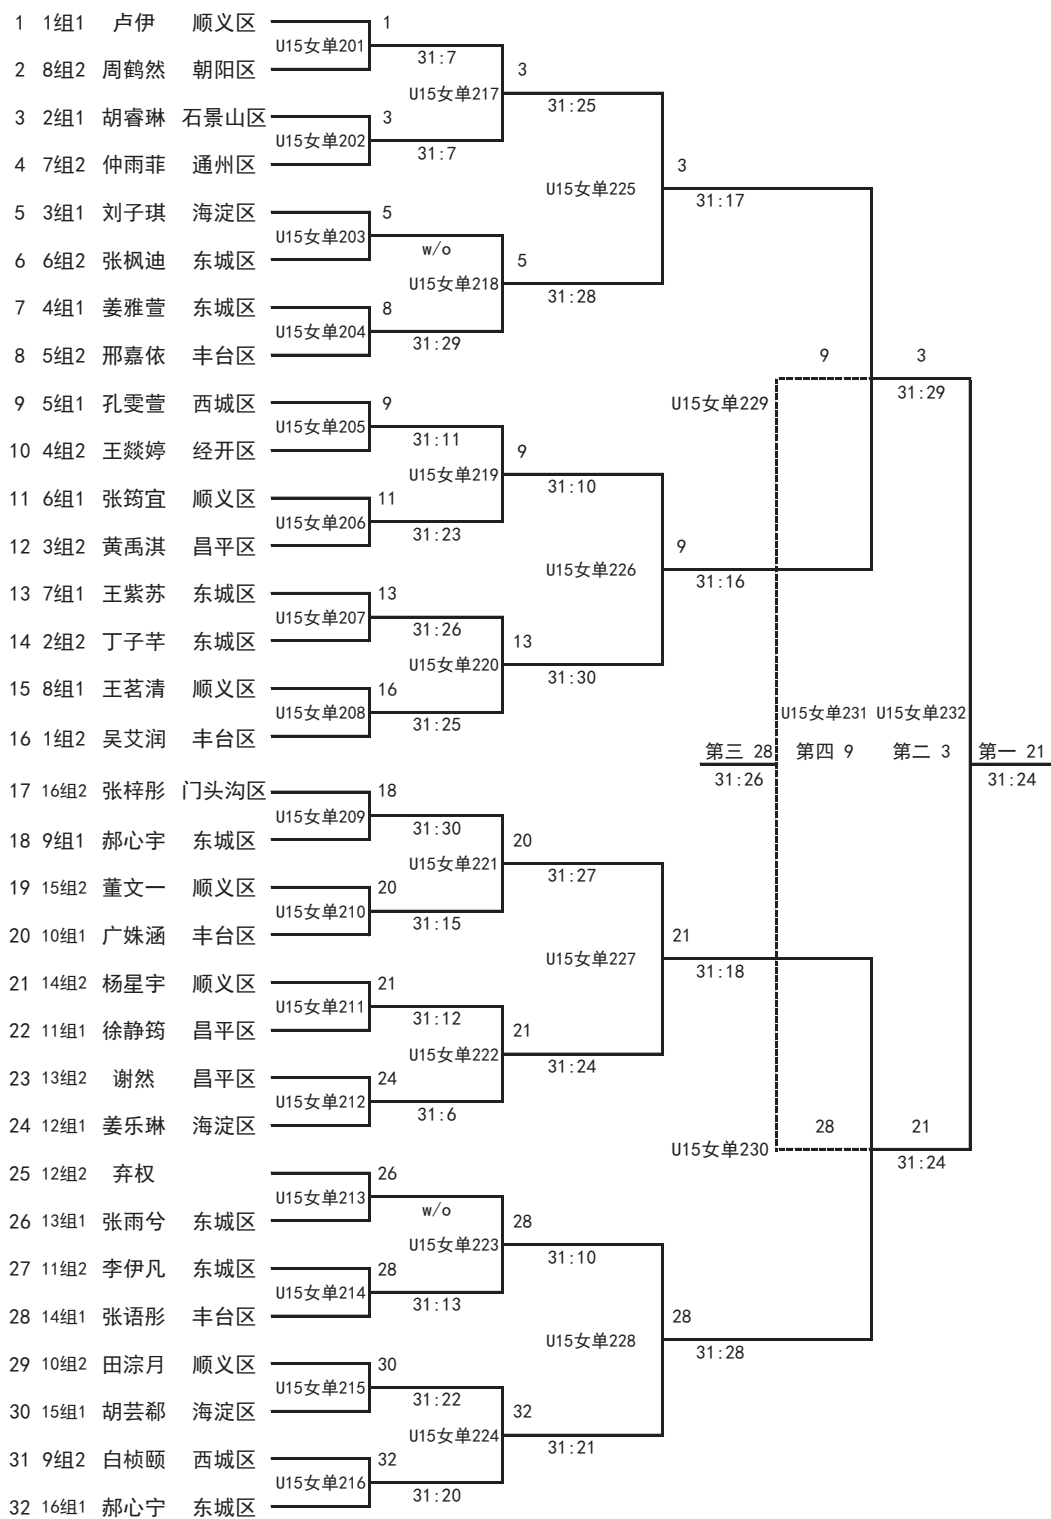 1 1组1 卢伊 顺义区 1
U15女单201 31:7
2 8组2 周鹤然 朝阳区 3
U15女单217 31:25
3 2组1 胡睿琳 石景山区 3
U15女单202 31:7
4 7组2 仲雨菲 通州区 3
U15女单225 31:17
5 3组1 刘子琪 海淀区 5
U15女单203 w/o
6 6组2 张枫迪 东城区 5
U15女单218 31:28
7 4组1 姜雅萱 东城区 8
U15女单204 31:29
8 5组2 邢嘉依 丰台区 9 3
31:29
9 5组1 孔雯萱 西城区 9 U15女单229
U15女单205 31:11
10 4组2 王燚婷 经开区 9
U15女单219 31:10
11 6组1 张筠宜 顺义区 11
U15女单206 31:23
12 3组2 黄禹淇 昌平区 9
U15女单226 31:16
13 7组1 王紫苏 东城区 13
U15女单207 31:26
14 2组2 丁子芊 东城区 13
U15女单220 31:30
15 8组1 王茗清 顺义区 16
U15女单208 31:25 U15女单231 U15女单232
16 1组2 吴艾润 丰台区 第三 28 第四 9 第二 3 第一 21
31:26 31:24
17 16组2 张梓彤 门头沟区 18
U15女单209 31:30
18 9组1 郝心宇 东城区 20
U15女单221 31:27
19 15组2 董文一 顺义区 20
U15女单210 31:15
20 10组1 广姝涵 丰台区 21
U15女单227 31:18
21 14组2 杨星宇 顺义区 21
U15女单211 31:12
22 11组1 徐静筠 昌平区 21
U15女单222 31:24
23 13组2 谢然 昌平区 24
U15女单212 31:6
24 12组1 姜乐琳 海淀区 28 21
U15女单230 31:24
25 12组2 弃权 26
U15女单213 w/o
26 13组1 张雨兮 东城区 28
U15女单223 31:10
27 11组2 李伊凡 东城区 28
U15女单214 31:13
28 14组1 张语彤 丰台区 28
U15女单228 31:28
29 10组2 田淙月 顺义区 30
U15女单215 31:22
30 15组1 胡芸郗 海淀区 32
U15女单224 31:21
31 9组2 白桢颐 西城区 32
U15女单216 31:20
32 16组1 郝心宁 东城区